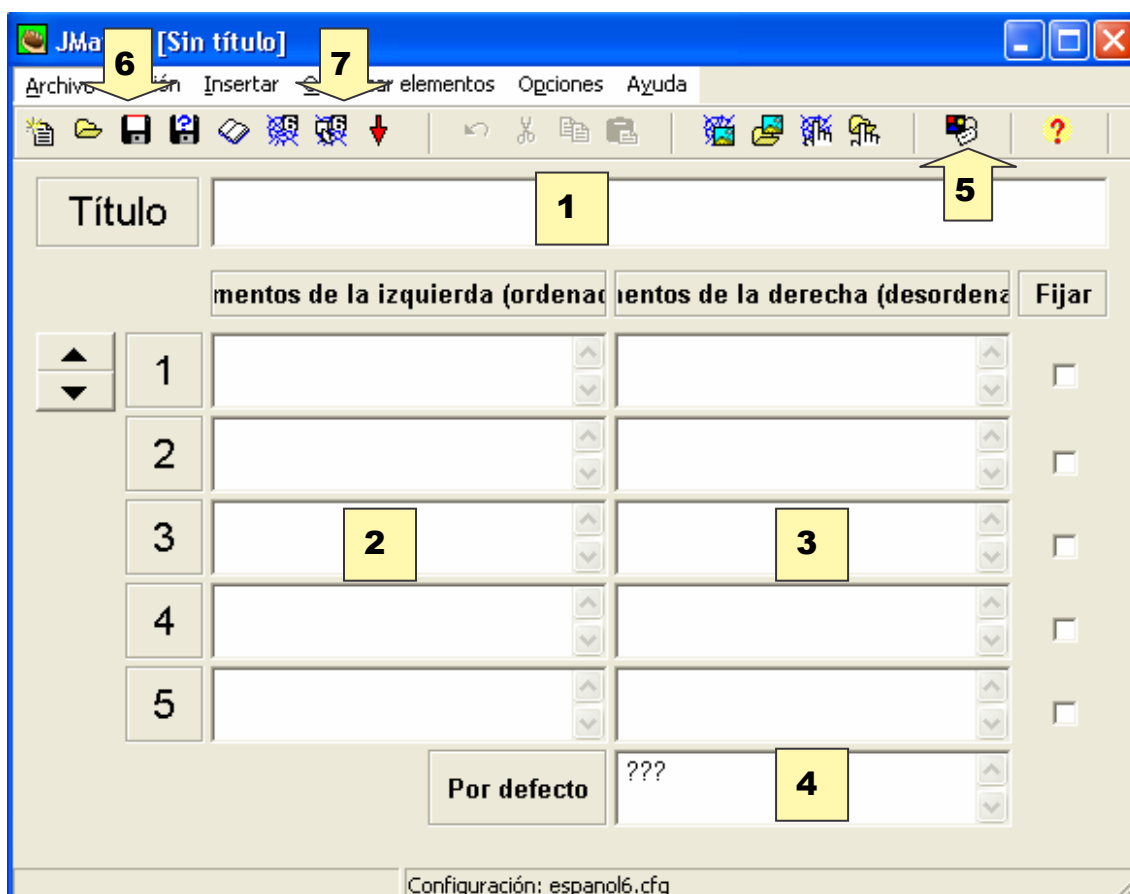 JMa [Sin título]
6 7
Archivo ión Insertar ar elementos Opciones Ayuda
?
5
Título 1
mentos de la izquierda (ordenad entos de la derecha (desordena Fijar
1
2
3 2 3
4
5
Por defecto ??? 4
Configuración: espanol6.cfg